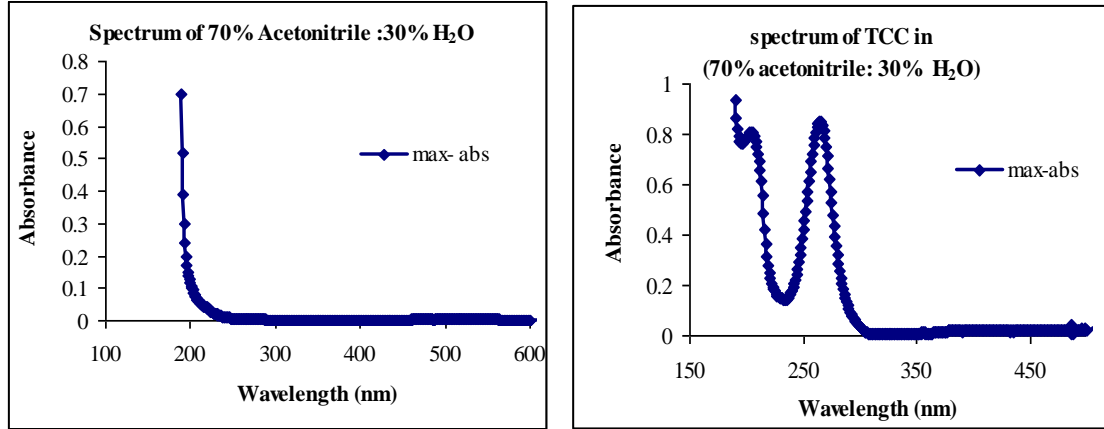 Spectrum of 70% Acetonitrile :30% H₂O
0.8
0.7
0.6
0.5
0.4
0.3
0.2
0.1
0
Absorbance
max- abs
100 200 300 400 500 600
Wavelength (nm)
spectrum of TCC in
(70% acetonitrile: 30% H₂O)
1
0.8
0.6
0.4
0.2
0
Absorbance
max-abs
150 250 350 450
Wavelength (nm)